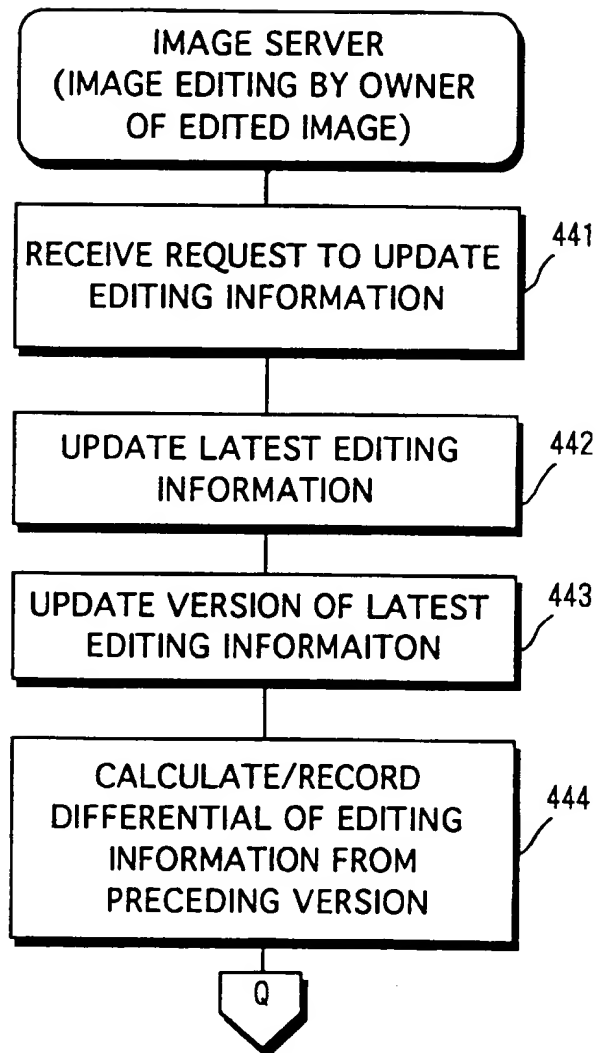 IMAGE SERVER
(IMAGE EDITING BY OWNER
OF EDITED IMAGE)
RECEIVE REQUEST TO UPDATE
EDITING INFORMATION
441
UPDATE LATEST EDITING
INFORMATION
442
UPDATE VERSION OF LATEST
EDITING INFORMAITON
443
CALCULATE/RECORD
DIFFERENTIAL OF EDITING
INFORMATION FROM
PRECEDING VERSION
444
Q